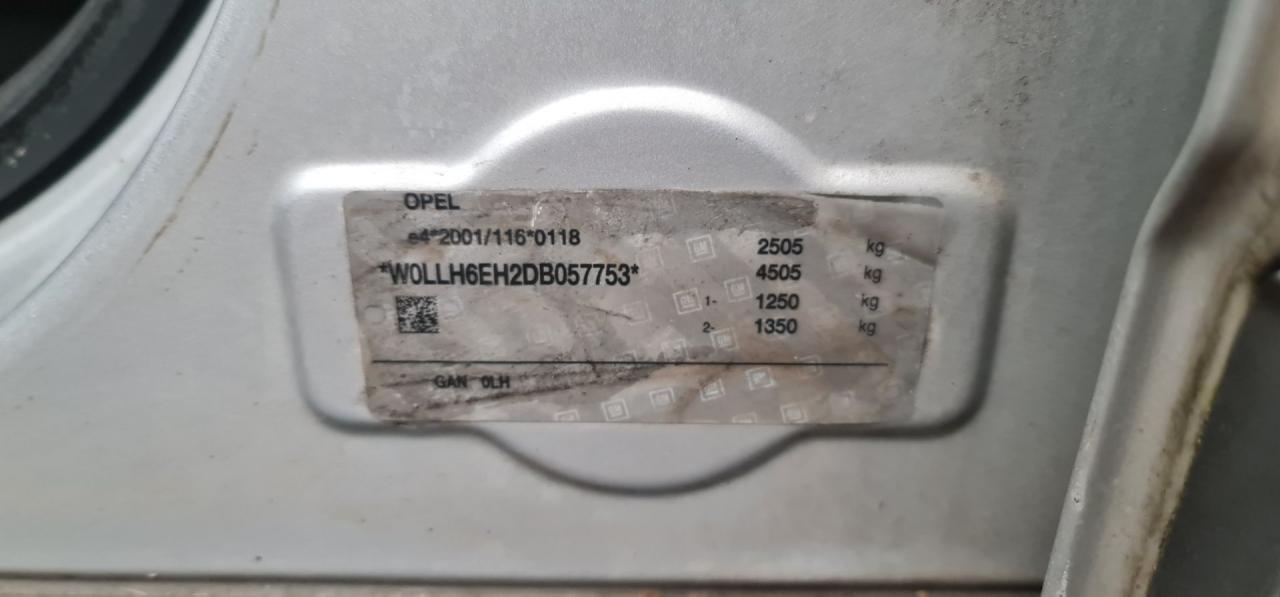 OPEL
e4*2001/116*0118
2505 kg
*W0LLH6EH2DB057753*
4505 kg
1- 1250 kg
2- 1350 kg
GAN 0LH